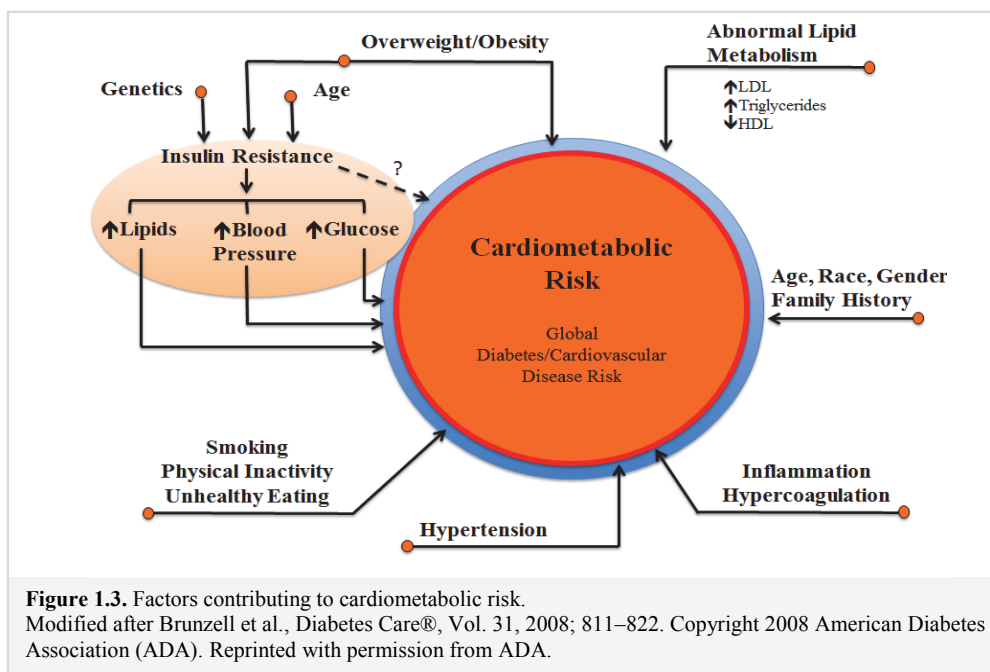 Overweight/Obesity
Abnormal Lipid
Metabolism
↑LDL
↑Triglycerides
↓HDL
Genetics
Age
Insulin Resistance
?
↑Lipids
↑Blood
Pressure
↑Glucose
Cardiometabolic
Risk
Global
Diabetes/Cardiovascular
Disease Risk
Age, Race, Gender
Family History
Smoking
Physical Inactivity
Unhealthy Eating
Hypertension
Inflammation
Hypercoagulation
Figure 1.3. Factors contributing to cardiometabolic risk.
Modified after Brunzell et al., Diabetes Care®, Vol. 31, 2008; 811–822. Copyright 2008 American Diabetes
Association (ADA). Reprinted with permission from ADA.